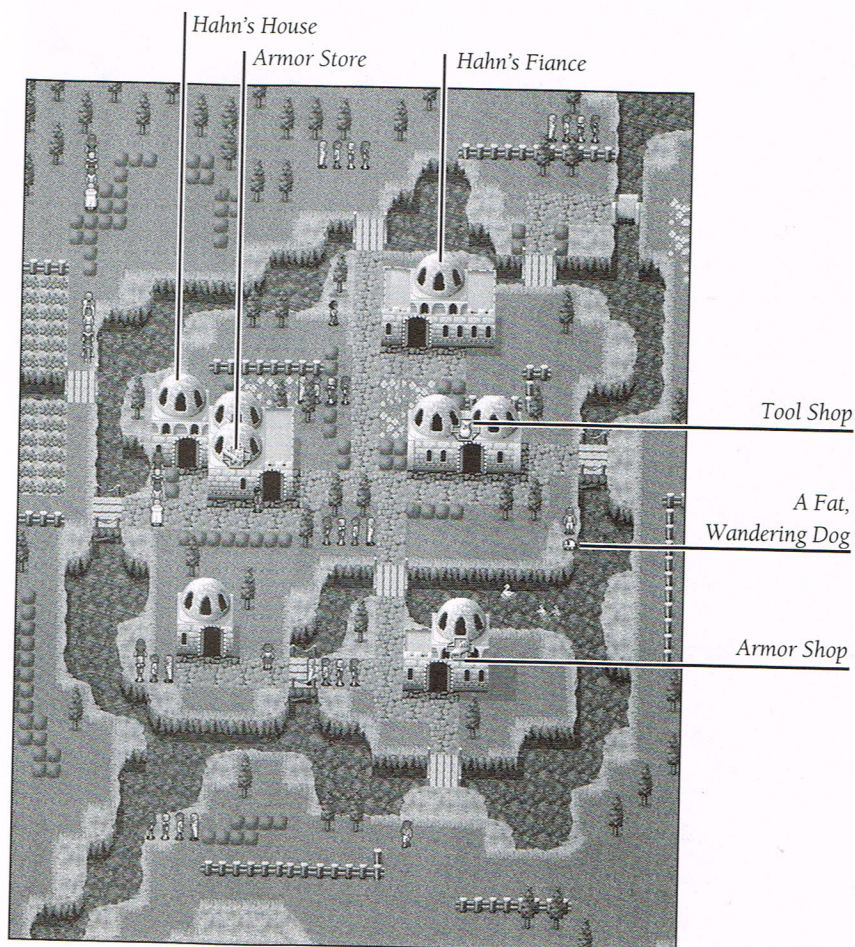 Hahn's House
Armor Store
Hahn's Fiance
Tool Shop
A Fat,
Wandering Dog
Armor Shop